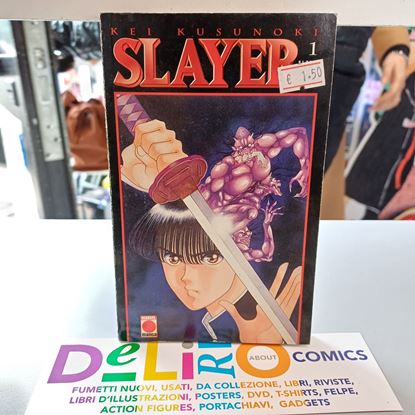 KEI KUSUNOKI
SLAYER
1
€ 1.50
DeLiRiO ABOUT COMICS
FUMETTI NUOVI, USATI, DA COLLEZIONE, LIBRI, RIVISTE,
LIBRI D'ILLUSTRAZIONI, POSTERS, DVD, T-SHIRTS, FELPE,
ACTION FIGURES, PORTACHIAVI, GADGETS